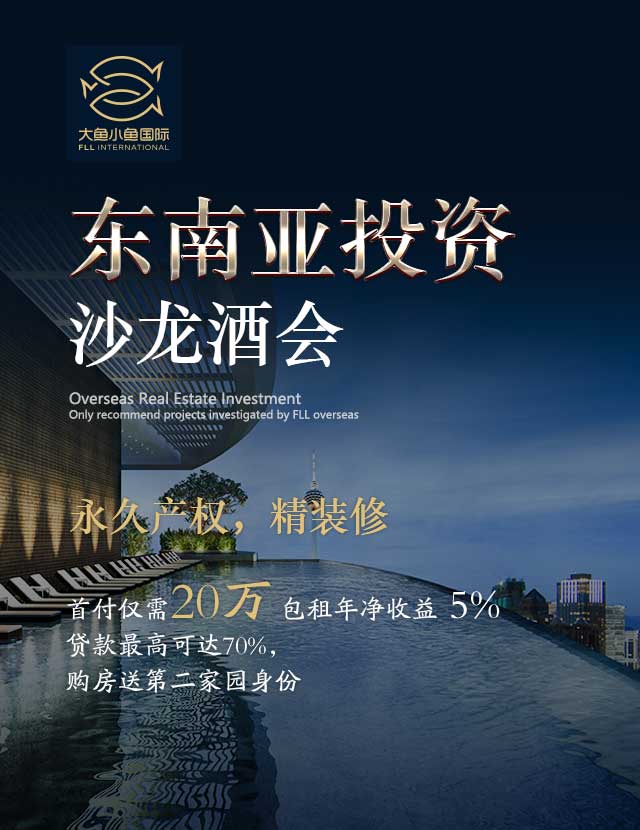 大鱼小鱼国际
FLL INTERNATIONAL
东南亚投资
沙龙酒会
Overseas Real Estate Investment
Only recommend projects investigated by FLL overseas
永久产权，精装修
首付仅需20万 包租年净收益 5%
贷款最高可达70%，
购房送第二家园身份